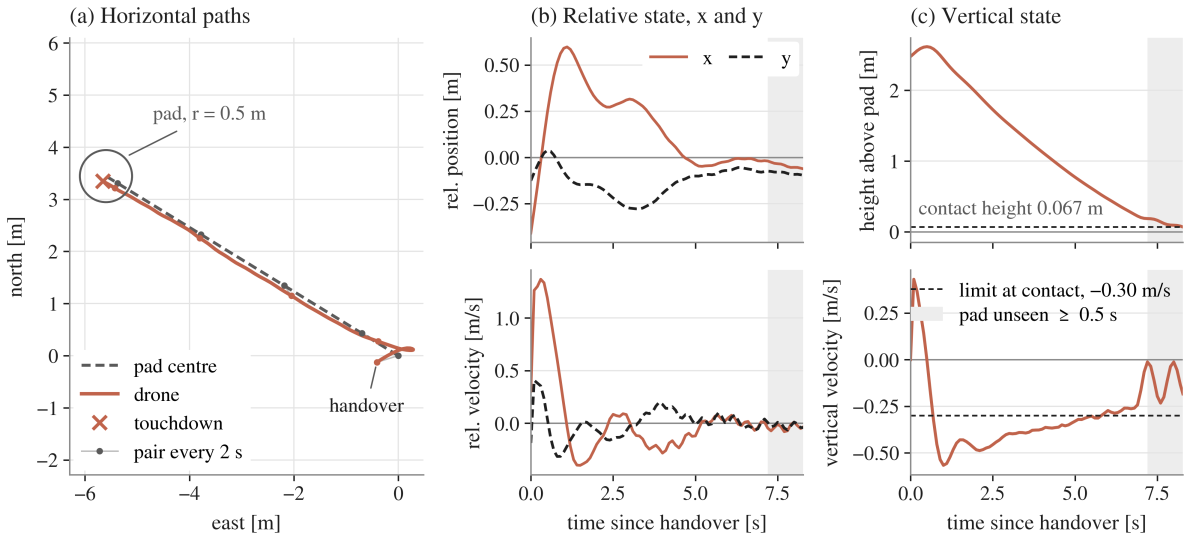 (a) Horizontal paths
6
5
4
3
2
1
0
−1
−2
−6
−4
−2
0
north [m]
east [m]
pad, r = 0.5 m
handover
pad centre
drone
touchdown
pair every 2 s
(b) Relative state, x and y
0.50
0.25
0.00
−0.25
rel. position [m]
x
y
1.0
0.5
0.0
rel. velocity [m/s]
0.0
2.5
5.0
7.5
time since handover [s]
(c) Vertical state
2
1
0
height above pad [m]
contact height 0.067 m
0.25
0.00
−0.25
−0.50
vertical velocity [m/s]
limit at contact, −0.30 m/s
pad unseen ≥ 0.5 s
0.0
2.5
5.0
7.5
time since handover [s]